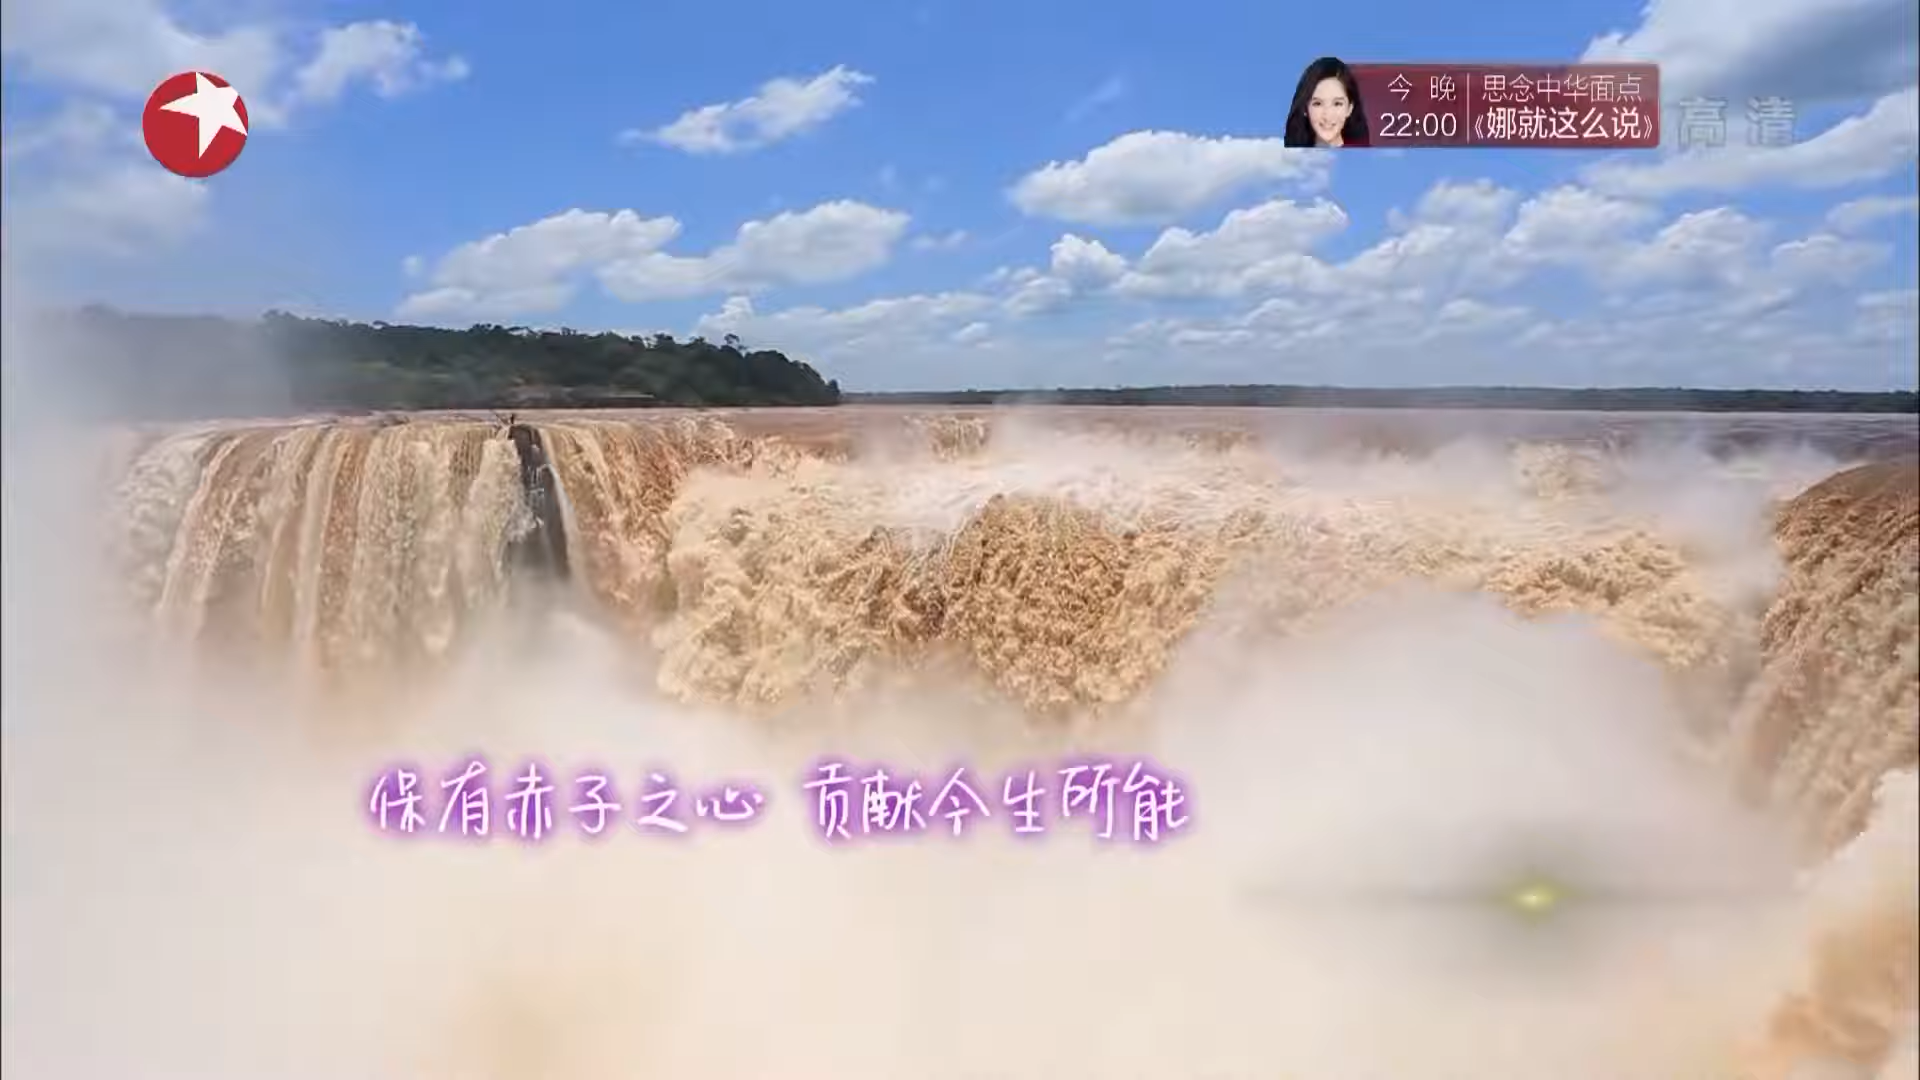 今晚 思念中华面点
22:00 《娜就这么说》
高清
保有赤子之心 贡献今生所能